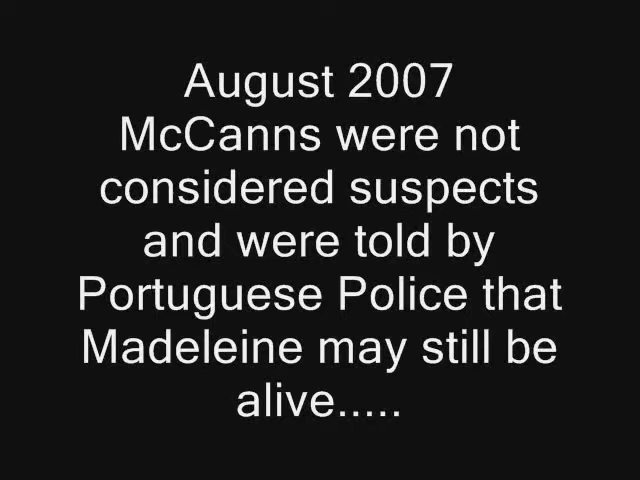 August 2007
McCanns were not
considered suspects
and were told by
Portuguese Police that
Madeleine may still be
alive.....